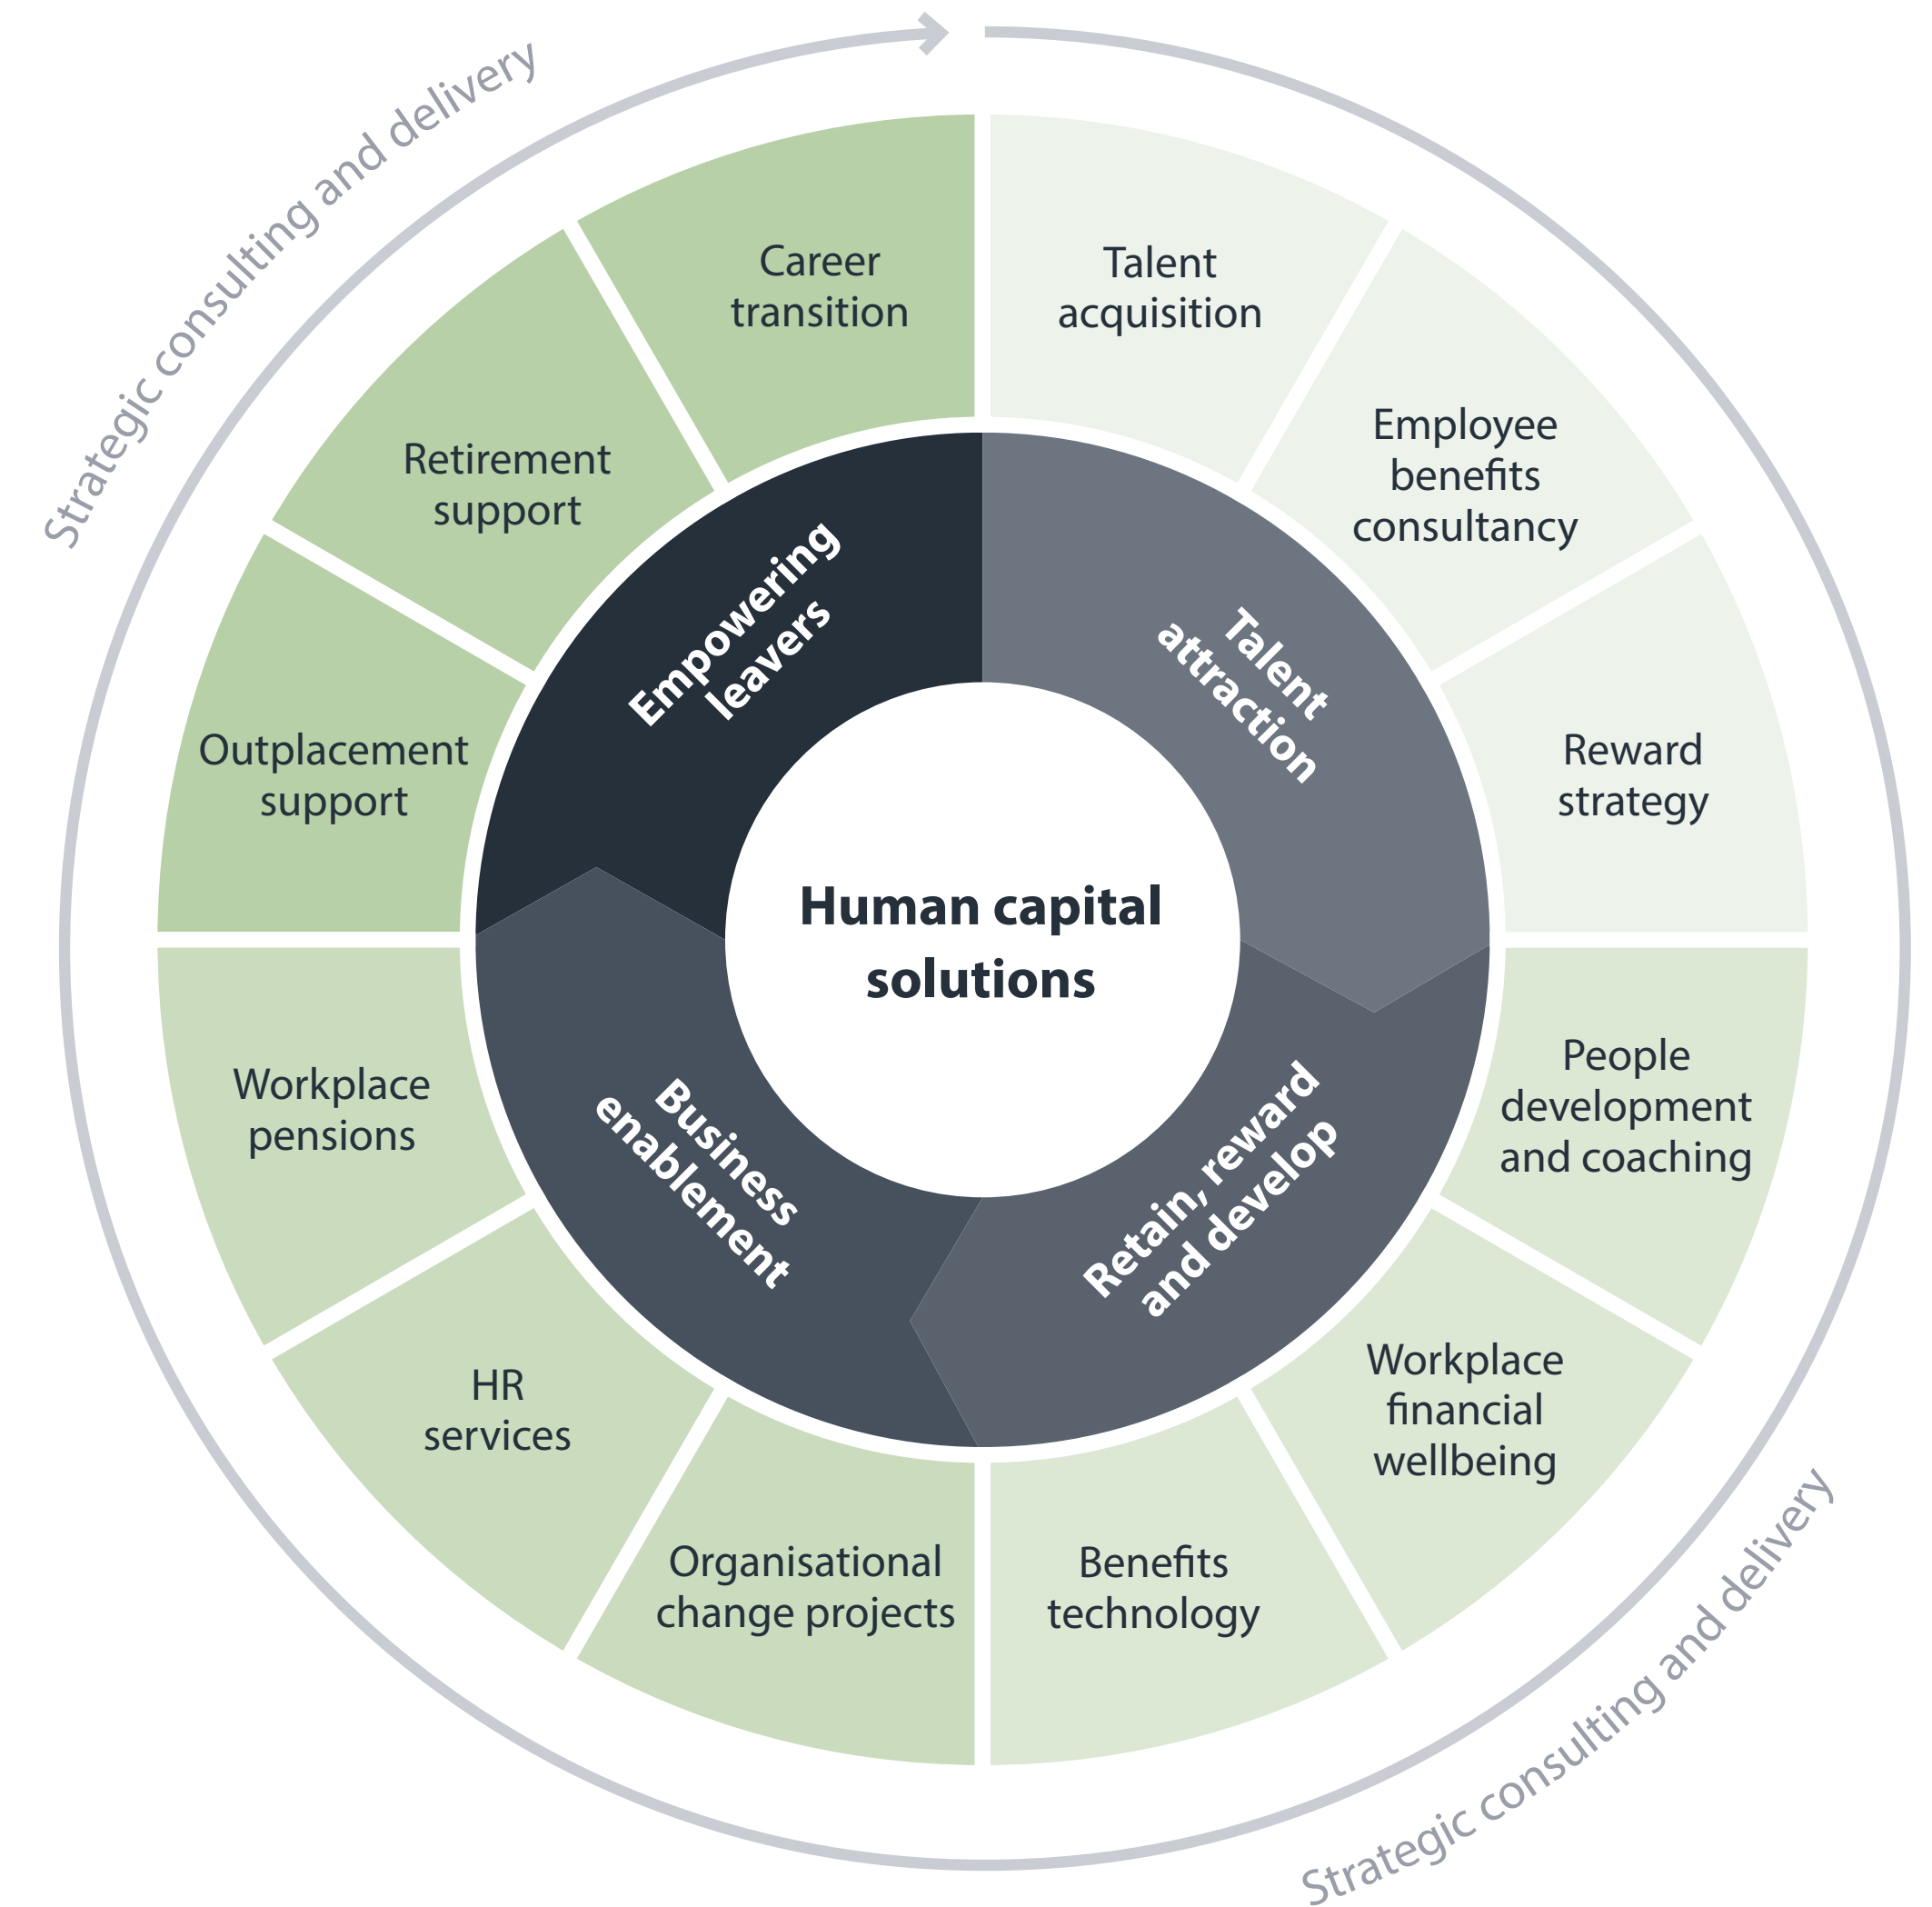 Strategic consulting and delivery
Career
transition
Talent
acquisition
Employee
benefits
consultancy
Reward
strategy
People
development
and coaching
Workplace
financial
wellbeing
Benefits
technology
Organisational
change projects
HR
services
Workplace
pensions
Outplacement
support
Retirement
support
Empowering
leavers
Talent
attraction
Retain, reward
and develop
Business
enablement
Human capital
solutions
Strategic consulting and delivery